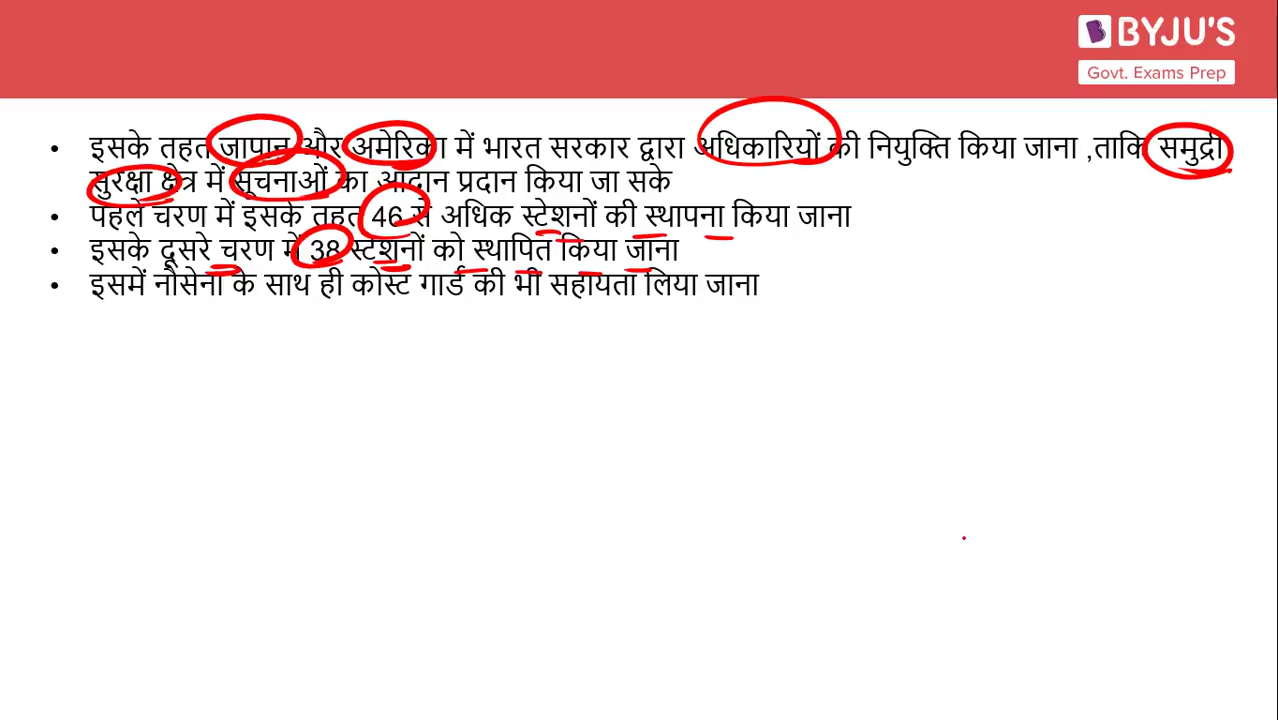 BYJU'S
Govt. Exams Prep
• इसके तहत जापान और अमेरिका में भारत सरकार द्वारा अधिकारियों की नियुक्ति किया जाना ,ताकि समुद्री
सुरक्षा क्षेत्र में सूचनाओं का आदान प्रदान किया जा सके
• पहले चरण में इसके तहत 46 से अधिक स्टेशनों की स्थापना किया जाना
• इसके दूसरे चरण में 38 स्टेशनों को स्थापित किया जाना
• इसमें नौसेना के साथ ही कोस्ट गार्ड की भी सहायता लिया जाना